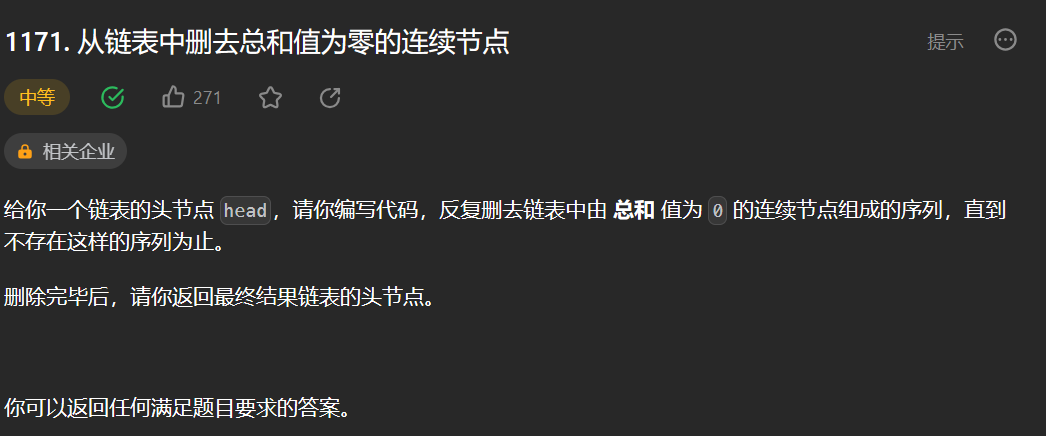 1171. 从链表中删去总和值为零的连续节点
提示
中等
271
相关企业
给你一个链表的头节点 head，请你编写代码，反复删去链表中由 总和 值为 0 的连续节点组成的序列，直到
不存在这样的序列为止。
删除完毕后，请你返回最终结果链表的头节点。
你可以返回任何满足题目要求的答案。